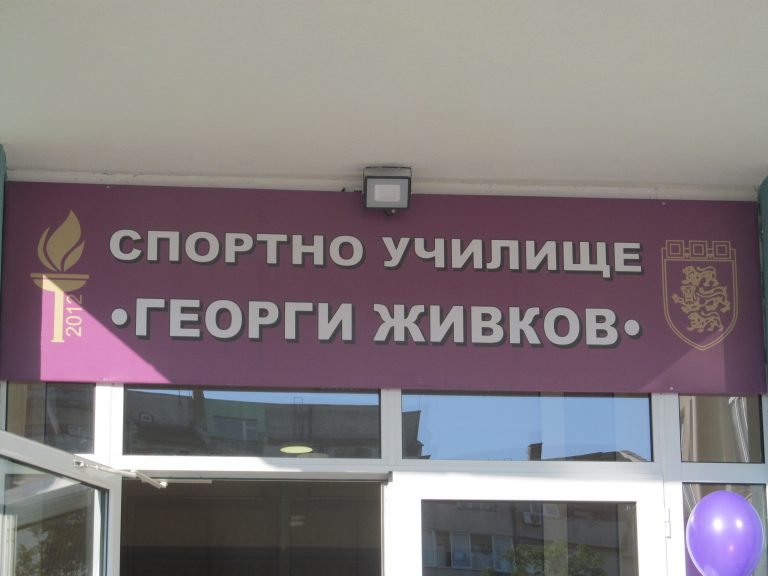 СПОРТНО УЧИЛИЩЕ
•ГЕОРГИ ЖИВКОВ•
2012